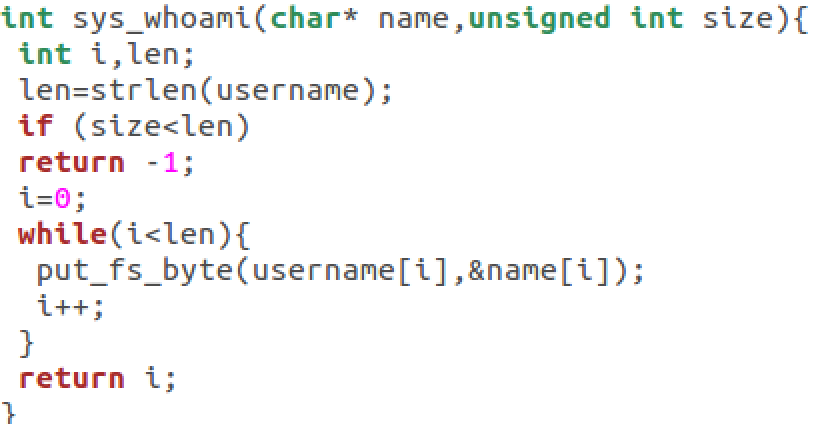 int sys_whoami(char* name,unsigned int size){
 int i,len;
 len=strlen(username);
 if (size<len)
 return -1;
 i=0;
 while(i<len){
  put_fs_byte(username[i],&name[i]);
  i++;
 }
 return i;
}